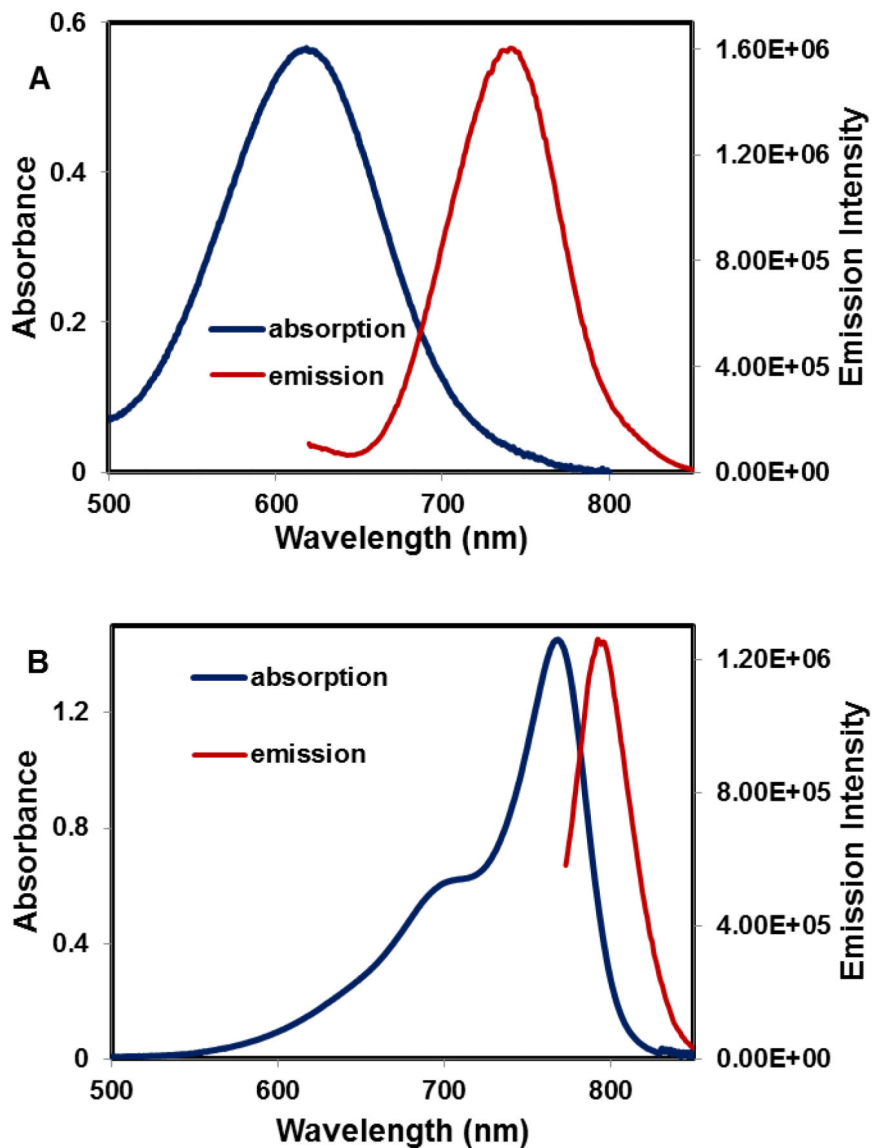 A
0.6
0.4
0.2
0
Absorbance
1.60E+06
1.20E+06
8.00E+05
4.00E+05
0.00E+00
Emission Intensity
absorption
emission
500 600 700 800
Wavelength (nm)
B
1.2
0.8
0.4
0
Absorbance
1.20E+06
8.00E+05
4.00E+05
0.00E+00
Emission Intensity
absorption
emission
500 600 700 800
Wavelength (nm)